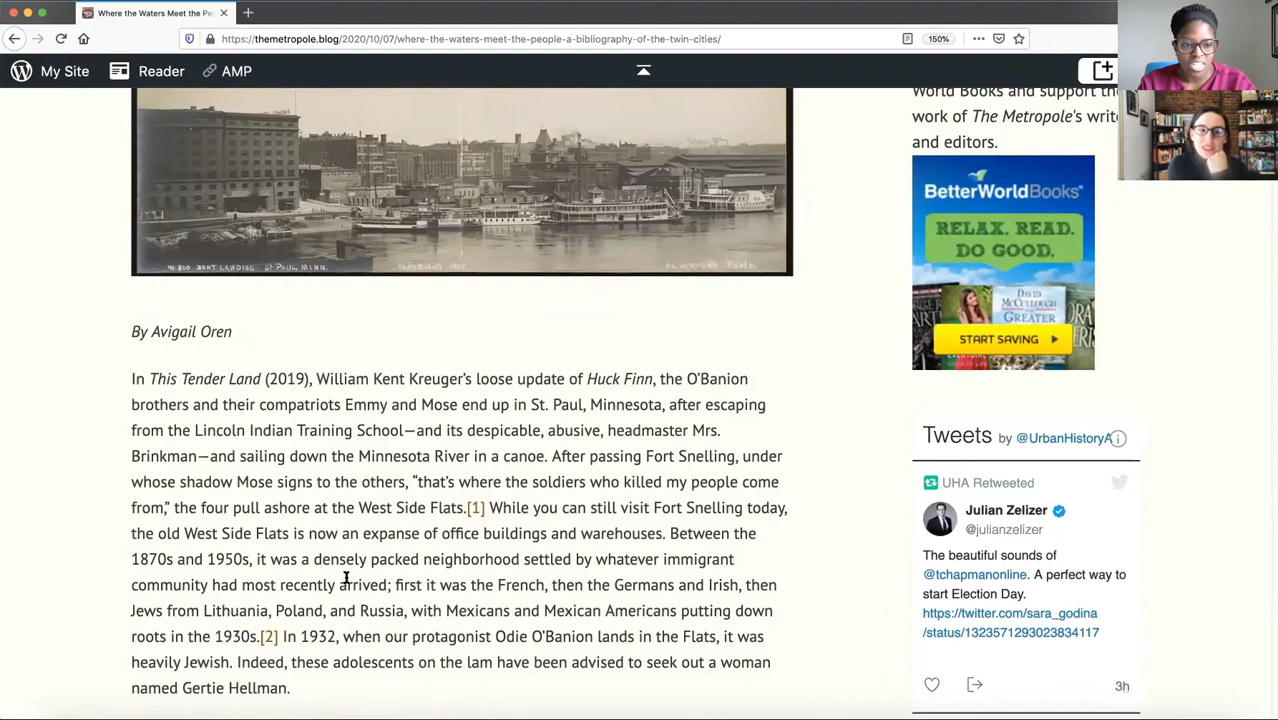 Where the Waters Meet the Pe
https://themetropole.blog/2020/10/07/where-the-waters-meet-the-people-a-bibliography-of-the-twin-cities/
150%
My Site
Reader
AMP
World Books and support the
work of The Metropole's write
and editors.
BetterWorldBooks
RELAX. READ.
DO GOOD.
DAVID
McCULLOUGH
GREATER
START SAVING
BOAT LANDING ST PAUL, MINN.
By Avigail Oren
In This Tender Land (2019), William Kent Kreuger's loose update of Huck Finn, the O'Banion
brothers and their compatriots Emmy and Mose end up in St. Paul, Minnesota, after escaping
from the Lincoln Indian Training School—and its despicable, abusive, headmaster Mrs.
Brinkman—and sailing down the Minnesota River in a canoe. After passing Fort Snelling, under
whose shadow Mose signs to the others, “that's where the soldiers who killed my people come
from,” the four pull ashore at the West Side Flats.[1] While you can still visit Fort Snelling today,
the old West Side Flats is now an expanse of office buildings and warehouses. Between the
1870s and 1950s, it was a densely packed neighborhood settled by whatever immigrant
community had most recently arrived; first it was the French, then the Germans and Irish, then
Jews from Lithuania, Poland, and Russia, with Mexicans and Mexican Americans putting down
roots in the 1930s.[2] In 1932, when our protagonist Odie O'Banion lands in the Flats, it was
heavily Jewish. Indeed, these adolescents on the lam have been advised to seek out a woman
named Gertie Hellman.
Tweets by @UrbanHistoryA
UHA Retweeted
Julian Zelizer
@julianzelizer
The beautiful sounds of
@tchapmanonline. A perfect way to
start Election Day.
https://twitter.com/sara_godina
/status/1323571293023834117
3h